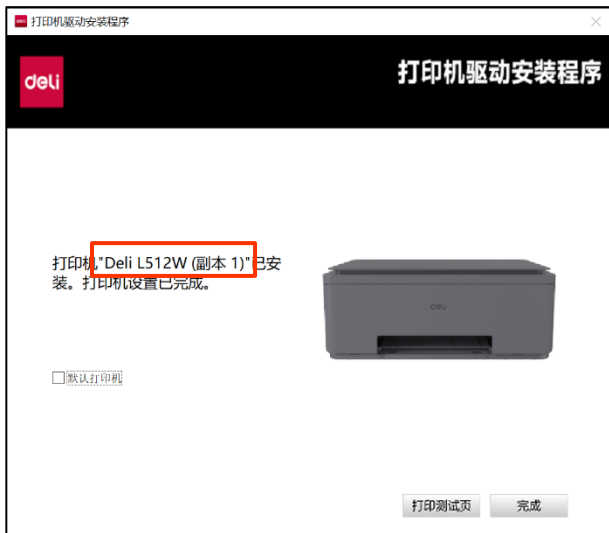 打印机驱动安装程序
deli
打印机驱动安装程序
打印机"Deli L512W (副本 1)"已安
装。打印机设置已完成。
deli
默认打印机
打印测试页
完成